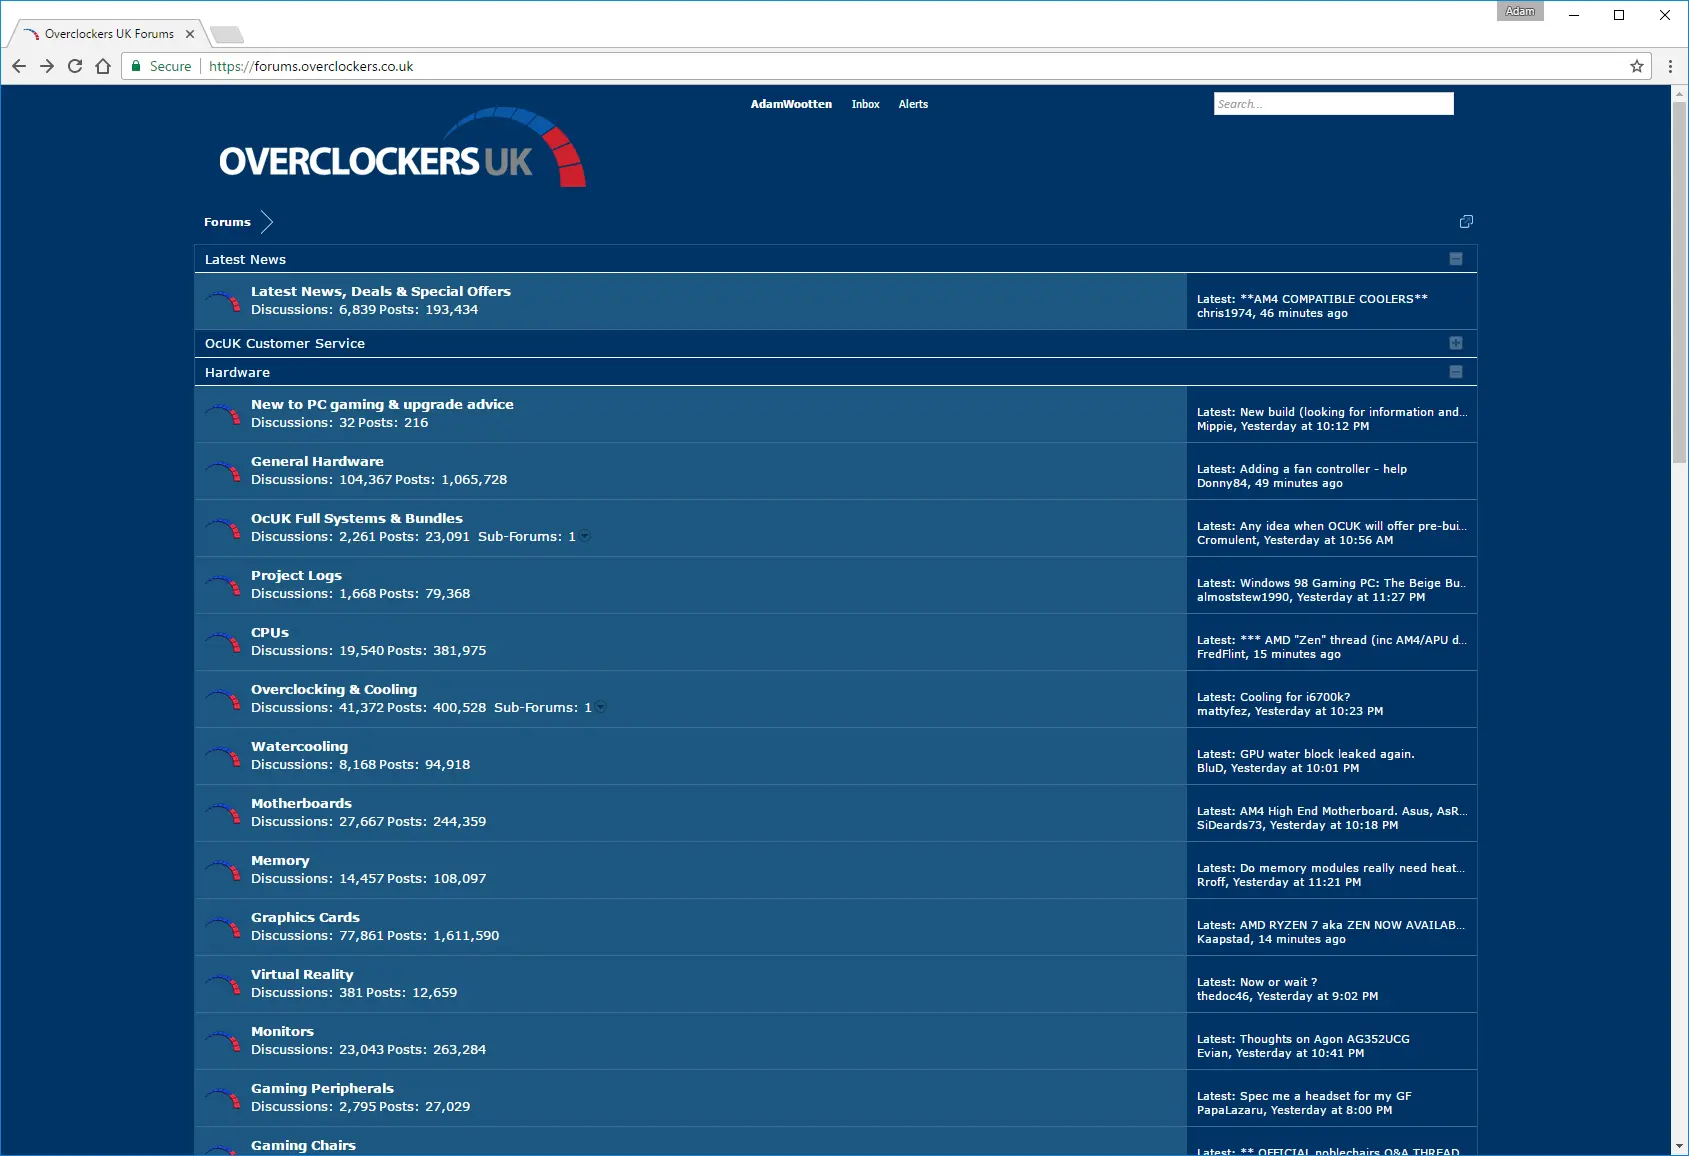 Adam
Overclockers UK Forums
Secure https://forums.overclockers.co.uk
AdamWootten Inbox Alerts
Search...
OVERCLOCKERS UK
Forums
Latest News
Latest News, Deals & Special Offers
Discussions: 6,839 Posts: 193,434
Latest: **AM4 COMPATIBLE COOLERS**
chris1974, 46 minutes ago
OcUK Customer Service
Hardware
New to PC gaming & upgrade advice
Discussions: 32 Posts: 216
Latest: New build (looking for information and...
Mippie, Yesterday at 10:12 PM
General Hardware
Discussions: 104,367 Posts: 1,065,728
Latest: Adding a fan controller - help
Donny84, 49 minutes ago
OcUK Full Systems & Bundles
Discussions: 2,261 Posts: 23,091 Sub-Forums: 1
Latest: Any idea when OCUK will offer pre-bui...
Cromulent, Yesterday at 10:56 AM
Project Logs
Discussions: 1,668 Posts: 79,368
Latest: Windows 98 Gaming PC: The Beige Bu..
almoststew1990, Yesterday at 11:27 PM
CPUs
Discussions: 19,540 Posts: 381,975
Latest: *** AMD "Zen" thread (inc AM4/APU d...
FredFlint, 15 minutes ago
Overclocking & Cooling
Discussions: 41,372 Posts: 400,528 Sub-Forums: 1
Latest: Cooling for i6700k?
mattyfez, Yesterday at 10:23 PM
Watercooling
Discussions: 8,168 Posts: 94,918
Latest: GPU water block leaked again.
BluD, Yesterday at 10:01 PM
Motherboards
Discussions: 27,667 Posts: 244,359
Latest: AM4 High End Motherboard. Asus, AsR...
SiDeards73, Yesterday at 10:18 PM
Memory
Discussions: 14,457 Posts: 108,097
Latest: Do memory modules really need heat...
Rroff, Yesterday at 11:21 PM
Graphics Cards
Discussions: 77,861 Posts: 1,611,590
Latest: AMD RYZEN 7 aka ZEN NOW AVAILAB...
Kaapstad, 14 minutes ago
Virtual Reality
Discussions: 381 Posts: 12,659
Latest: Now or wait ?
thedoc46, Yesterday at 9:02 PM
Monitors
Discussions: 23,043 Posts: 263,284
Latest: Thoughts on Agon AG352UCG
Evian, Yesterday at 10:41 PM
Gaming Peripherals
Discussions: 2,795 Posts: 27,029
Latest: Spec me a headset for my GF
PapaLazaru, Yesterday at 8:00 PM
Gaming Chairs
Latest: ** OFFICIAL noblechairs Q&A THREAD